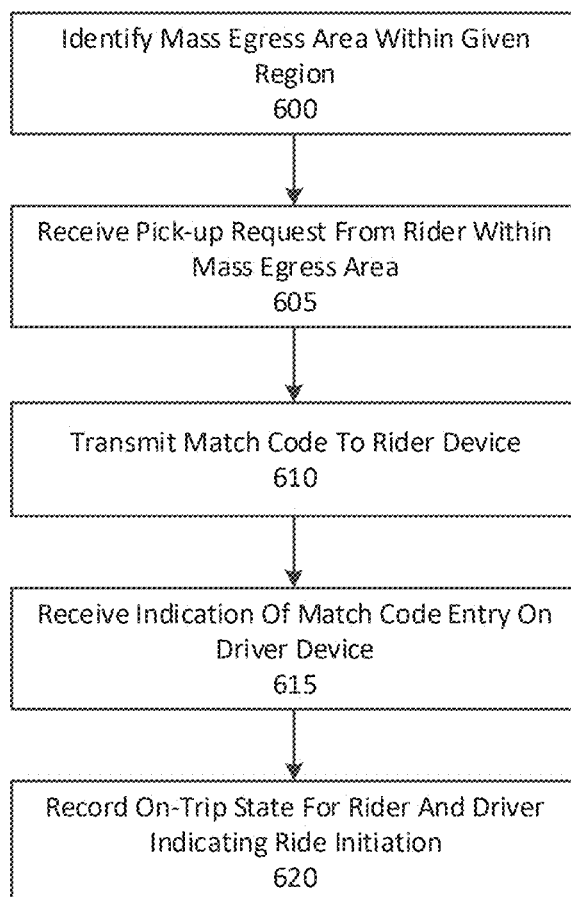 Identify Mass Egress Area Within Given
Region
600
Receive Pick-up Request From Rider Within
Mass Egress Area
605
Transmit Match Code To Rider Device
610
Receive Indication Of Match Code Entry On
Driver Device
615
Record On-Trip State For Rider And Driver
Indicating Ride Initiation
620